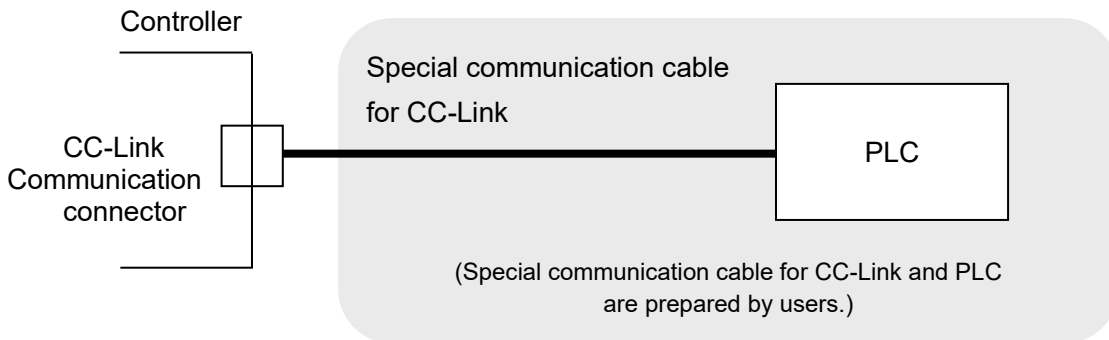 Controller
Special communication cable
for CC-Link
CC-Link
Communication
connector
PLC
(Special communication cable for CC-Link and PLC
are prepared by users.)